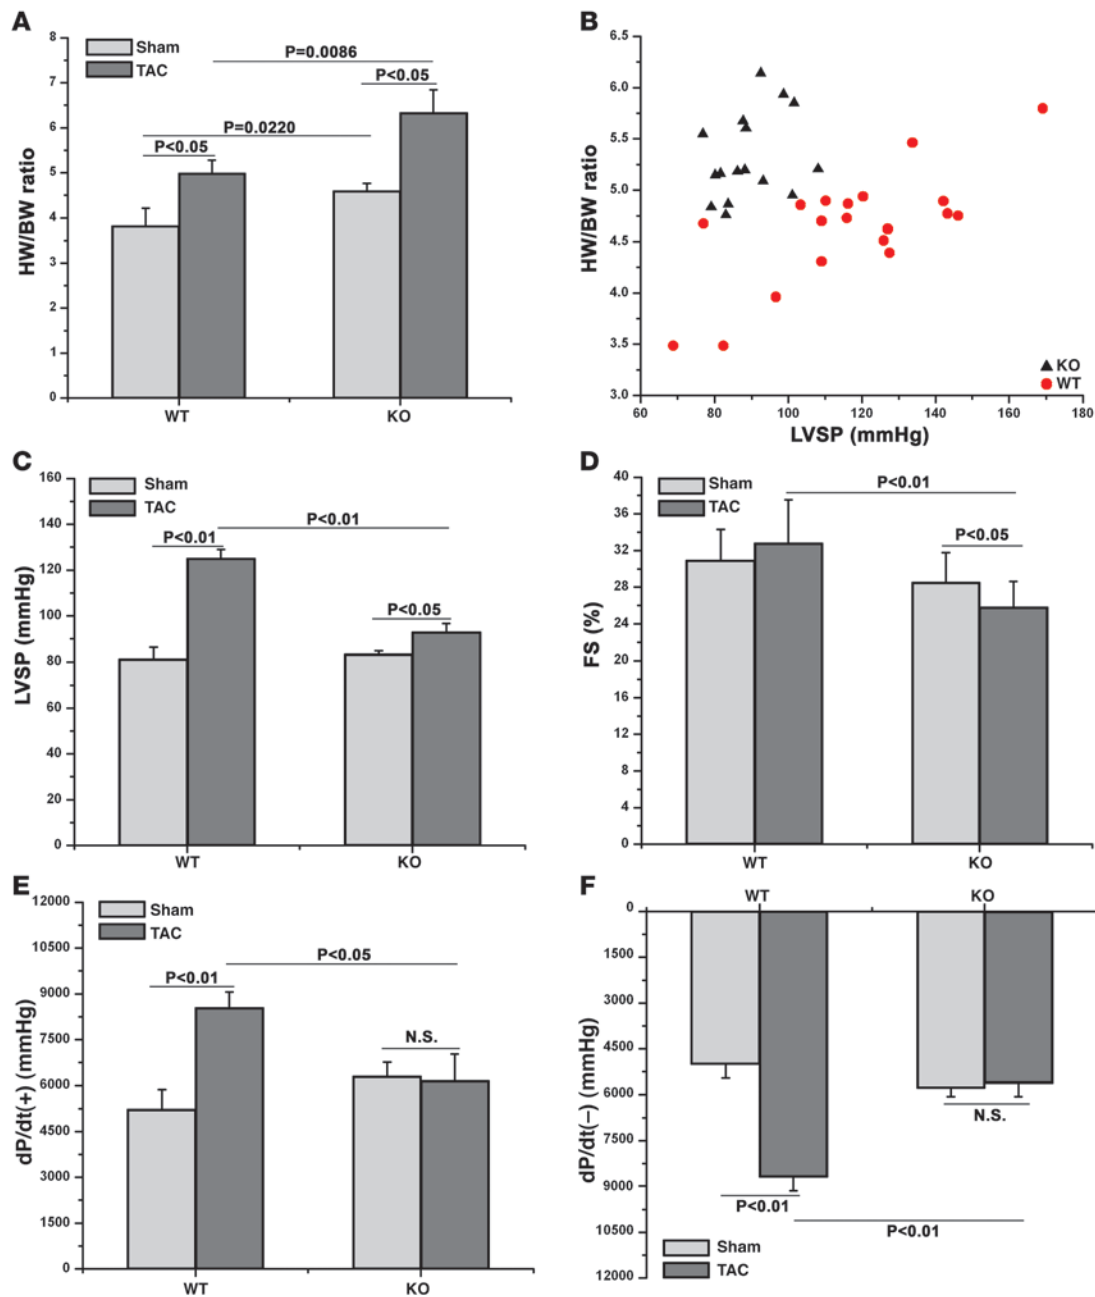 A
HW/BW ratio
8
7
6
5
4
3
2
1
0
Sham
TAC
P=0.0086
P<0.05
P=0.0220
P<0.05
WT
KO
B
HW/BW ratio
6.5
6.0
5.5
5.0
4.5
4.0
3.5
3.0
KO
WT
60
80
100
120
140
160
180
LVSP (mmHg)
C
LVSP (mmHg)
160
140
120
100
80
60
40
20
0
Sham
TAC
P<0.01
P<0.01
P<0.05
WT
KO
D
FS (%)
40
36
32
28
24
20
16
12
8
4
0
Sham
TAC
P<0.01
P<0.05
WT
KO
E
dP/dt(+) (mmHg)
12000
10500
9000
7500
6000
4500
3000
1500
0
Sham
TAC
P<0.05
P<0.01
N.S.
WT
KO
F
WT
KO
dP/dt(–) (mmHg)
0
1500
3000
4500
6000
7500
9000
10500
12000
N.S.
P<0.01
P<0.01
Sham
TAC